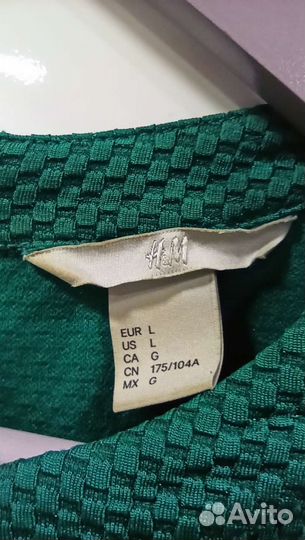 H&M
EUR L
US L
CA G
CN 175/104A
MX G
Avito